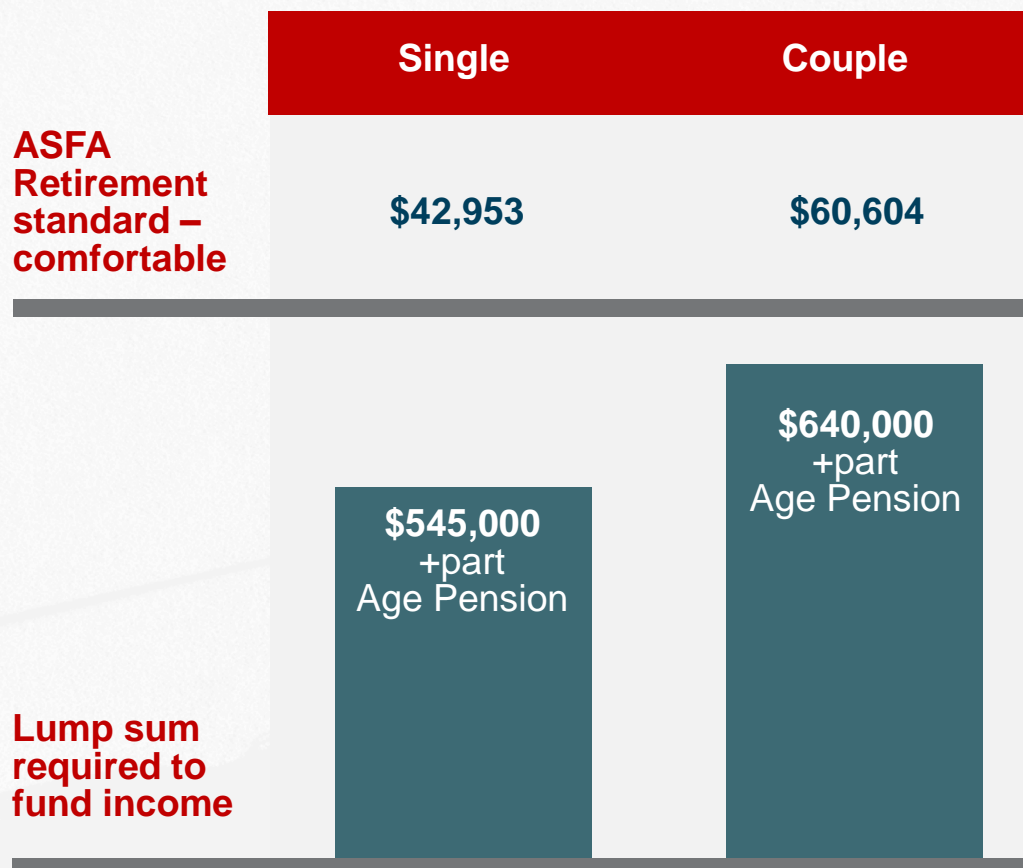 Single
Couple
ASFA
Retirement
standard –
comfortable
$42,953
$60,604
$640,000
+part
Age Pension
$545,000
+part
Age Pension
Lump sum
required to
fund income